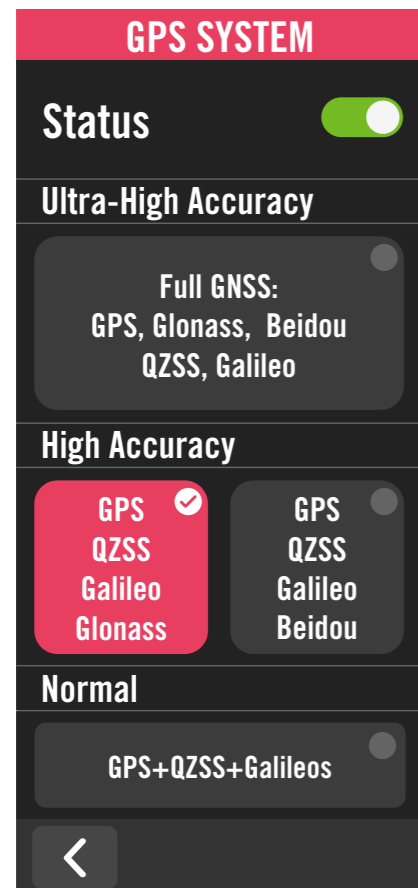 GPS SYSTEM
Status
Ultra-High Accuracy
Full GNSS:
GPS, Glonass, Beidou
QZSS, Galileo
High Accuracy
GPS
QZSS
Galileo
Glonass
GPS
QZSS
Galileo
Beidou
Normal
GPS+QZSS+Galileos